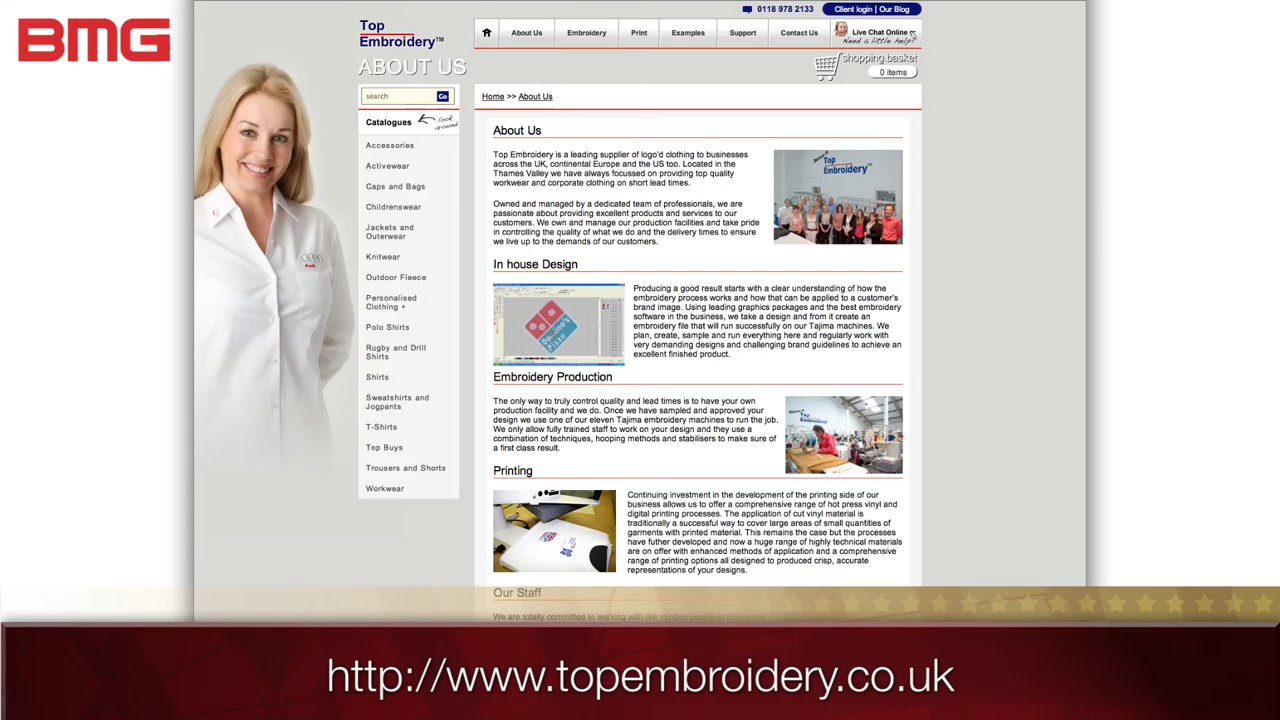 BMG
0118 978 2133
Client login | Our Blog
Top
Embroidery™
About Us
Embroidery
Print
Examples
Support
Contact Us
Live Chat Online
Need a little help?
ABOUT US
shopping basket
0 items
search
Go
Home >> About Us
Catalogues
look
around
Accessories
Activewear
Caps and Bags
Childrenswear
Jackets and
Outerwear
Knitwear
Outdoor Fleece
Personalised
Clothing +
Polo Shirts
Rugby and Drill
Shirts
Shirts
Sweatshirts and
Jogpants
T-Shirts
Top Buys
Trousers and Shorts
Workwear
About Us
Top Embroidery is a leading supplier of logo'd clothing to businesses
across the UK, continental Europe and the US too. Located in the
Thames Valley we have always focussed on providing top quality
workwear and corporate clothing on short lead times.
Owned and managed by a dedicated team of professionals, we are
passionate about providing excellent products and services to our
customers. We own and manage our production facilities and take pride
in controlling the quality of what we do and the delivery times to ensure
we live up to the demands of our customers.
Top
Embroidery™
In house Design
Domino's
Pizza
Producing a good result starts with a clear understanding of how the
embroidery process works and how that can be applied to a customer's
brand image. Using leading graphics packages and the best embroidery
software in the business, we take a design and from it create an
embroidery file that will run successfully on our Tajima machines. We
plan, create, sample and run everything here and regularly work with
very demanding designs and challenging brand guidelines to achieve an
excellent finished product.
Embroidery Production
The only way to truly control quality and lead times is to have your own
production facility and we do. Once we have sampled and approved your
design we use one of our eleven Tajima embroidery machines to run the job.
We only allow fully trained staff to work on your design and they use a
combination of techniques, hooping methods and stabilisers to make sure of
a first class result.
Top
Embroidery
Printing
Continuing investment in the development of the printing side of our
business allows us to offer a comprehensive range of hot press vinyl and
digital printing processes. The application of cut vinyl material is
traditionally a successful way to cover large areas of small quantities of
garments with printed material. This remains the case but the processes
have futher developed and now a huge range of highly technical materials
are on offer with enhanced methods of application and a comprehensive
range of printing options all designed to produced crisp, accurate
representations of your designs.
Our Staff
We are totally committed to working with like minded people to
http://www.topembroidery.co.uk